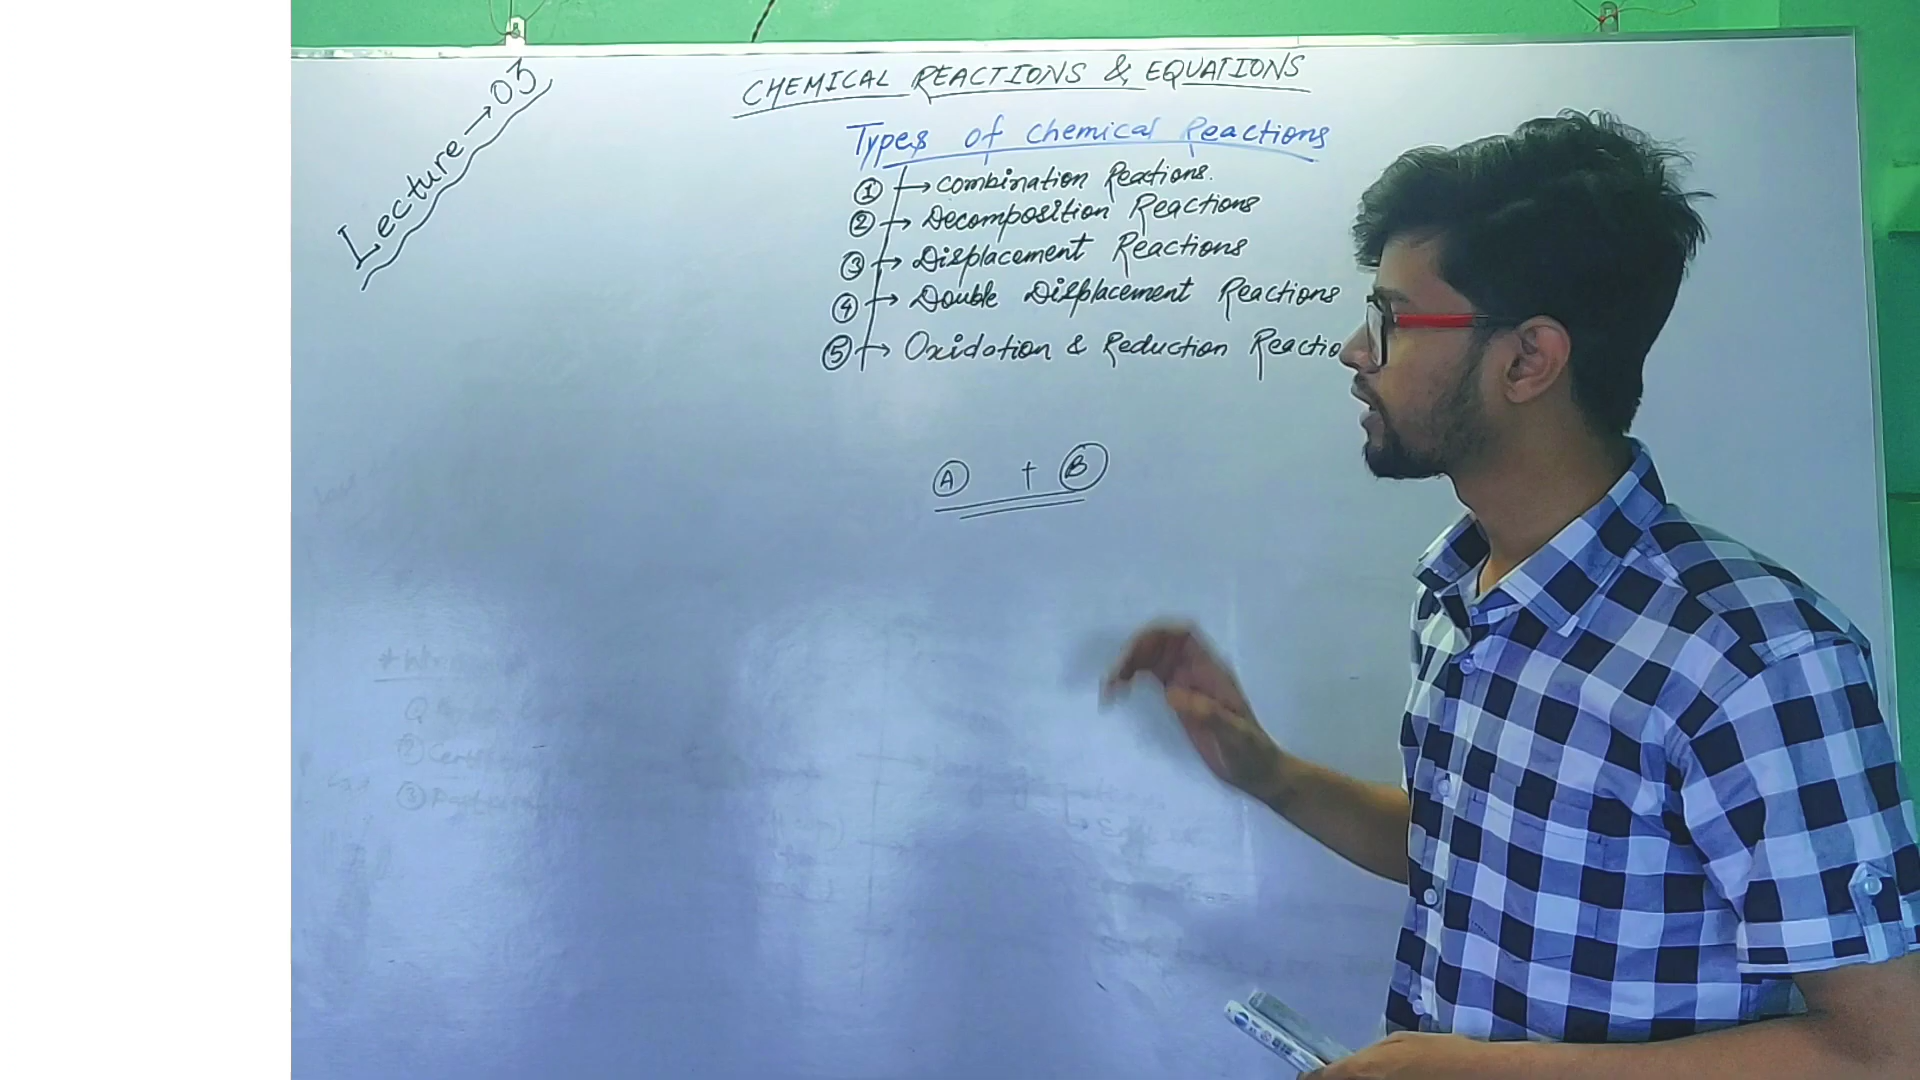 Lecture → 03
CHEMICAL REACTIONS & EQUATIONS
Types of chemical Reactions
① → Combination Reactions.
② → Decomposition Reactions
③ → Displacement Reactions
④ → Double Displacement Reactions
⑤ → Oxidation & Reduction Reactio
Ⓐ + Ⓑ